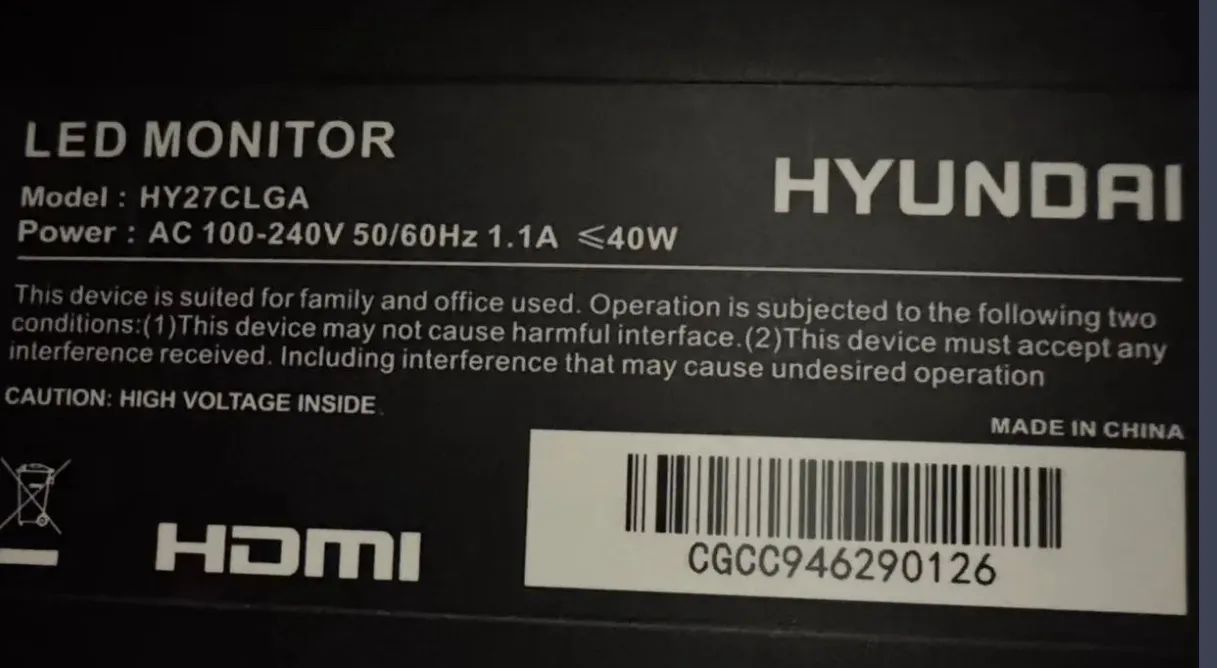 LED MONITOR
HYUNDAI
Model : HY27CLGA
Power : AC 100-240V 50/60Hz 1.1A ⩽40W
This device is suited for family and office used. Operation is subjected to the following two
conditions:(1)This device may not cause harmful interface.(2)This device must accept any
interference received. Including interference that may cause undesired operation
CAUTION: HIGH VOLTAGE INSIDE.
MADE IN CHINA
HDMI
CGCC946290126